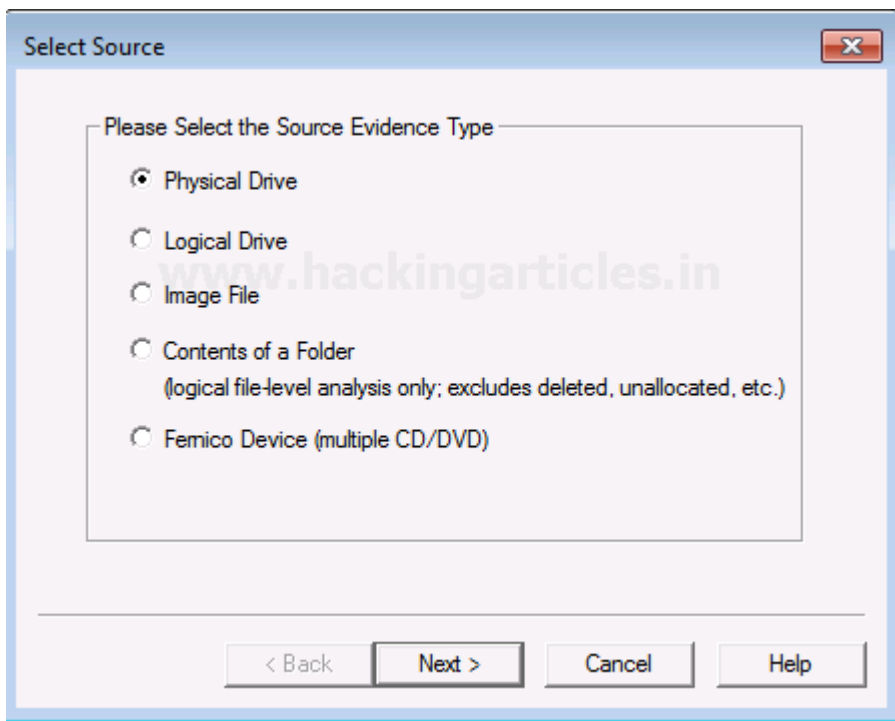 Select Source
Please Select the Source Evidence Type
Physical Drive
Logical Drive
www.hackingarticles.in
Image File
Contents of a Folder
(logical file-level analysis only; excludes deleted, unallocated, etc.)
Fernico Device (multiple CD/DVD)
< Back
Next >
Cancel
Help